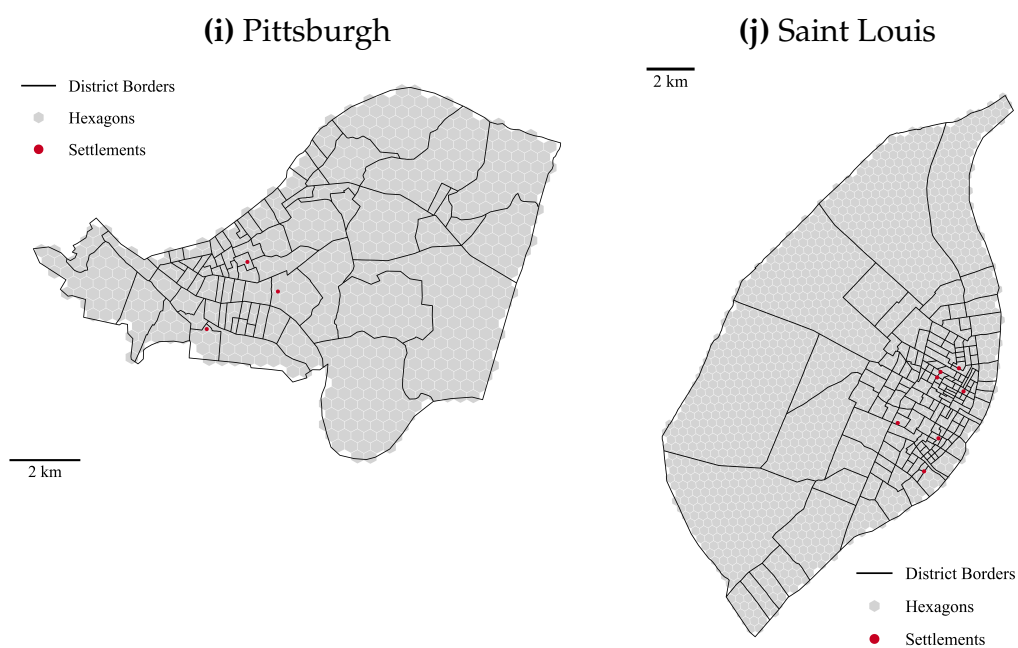 (i) Pittsburgh
District Borders
Hexagons
Settlements
2 km
(j) Saint Louis
2 km
District Borders
Hexagons
Settlements